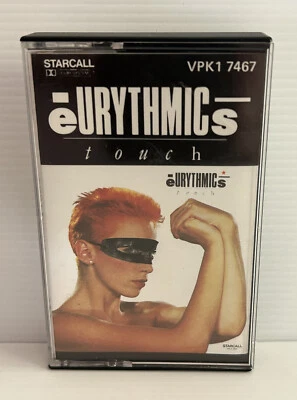 STARCALL
VPK1 7467
eURYTHMICs
touch
eURYTHMICs
touch
STARCALL